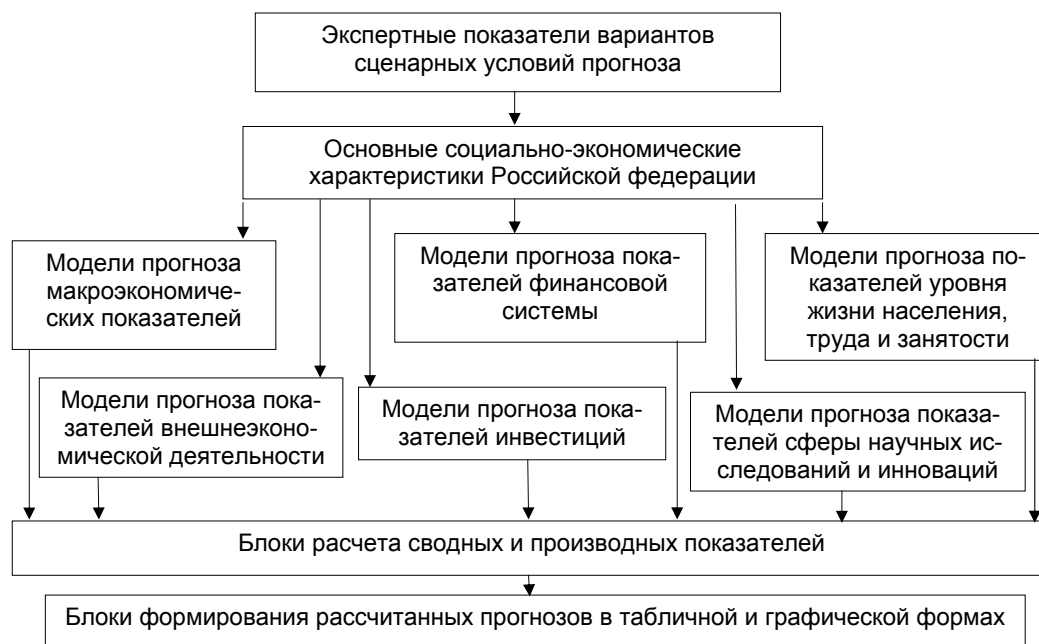 Экспертные показатели вариантов
сценарных условий прогноза
Основные социально-экономические
характеристики Российской федерации
Модели прогноза
макроэкономиче-
ских показателей
Модели прогноза пока-
зателей финансовой
системы
Модели прогноза по-
казателей уровня
жизни населения,
труда и занятости
Модели прогноза пока-
зателей внешнеэконо-
мической деятельности
Модели прогноза пока-
зателей инвестиций
Модели прогноза показа-
телей сферы научных ис-
следований и инноваций
Блоки расчета сводных и производных показателей
Блоки формирования рассчитанных прогнозов в табличной и графической формах